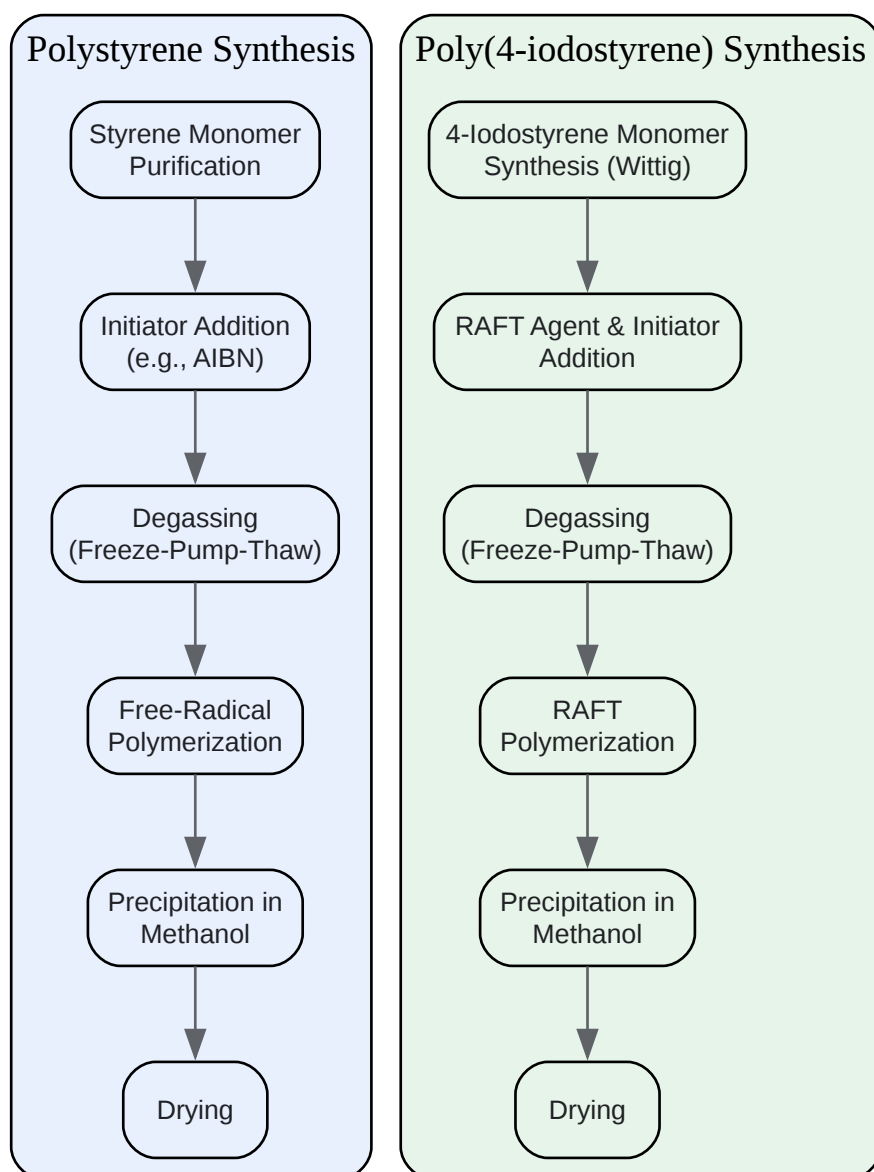 Polystyrene Synthesis
Styrene Monomer
Purification
Initiator Addition
(e.g., AIBN)
Degassing
(Freeze-Pump-Thaw)
Free-Radical
Polymerization
Precipitation in
Methanol
Drying
Poly(4-iodostyrene) Synthesis
4-Iodostyrene Monomer
Synthesis (Wittig)
RAFT Agent & Initiator
Addition
Degassing
(Freeze-Pump-Thaw)
RAFT
Polymerization
Precipitation in
Methanol
Drying